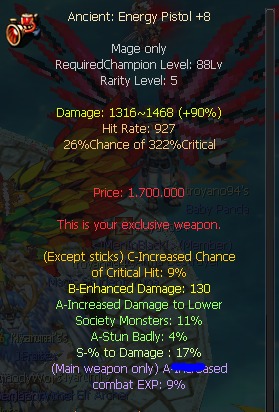 Ancient: Energy Pistol +8
Mage only
RequiredChampion Level: 88Lv
Rarity Level: 5
Damage: 1316~1468 (+90%)
Hit Rate: 927
26%Chance of 322%Critical
Price: 1.700.000
troyano94's
Baby Panda
This is your exclusive weapon.
(Except sticks) C-Increased Chance
of Critical Hit: 9%
B-Enhanced Damage: 130
A-Increased Damage to Lower
Society Monsters: 11%
A-Stun Badly: 4%
S-% to Damage : 17%
(Main weapon only)
combat EXP: 9%